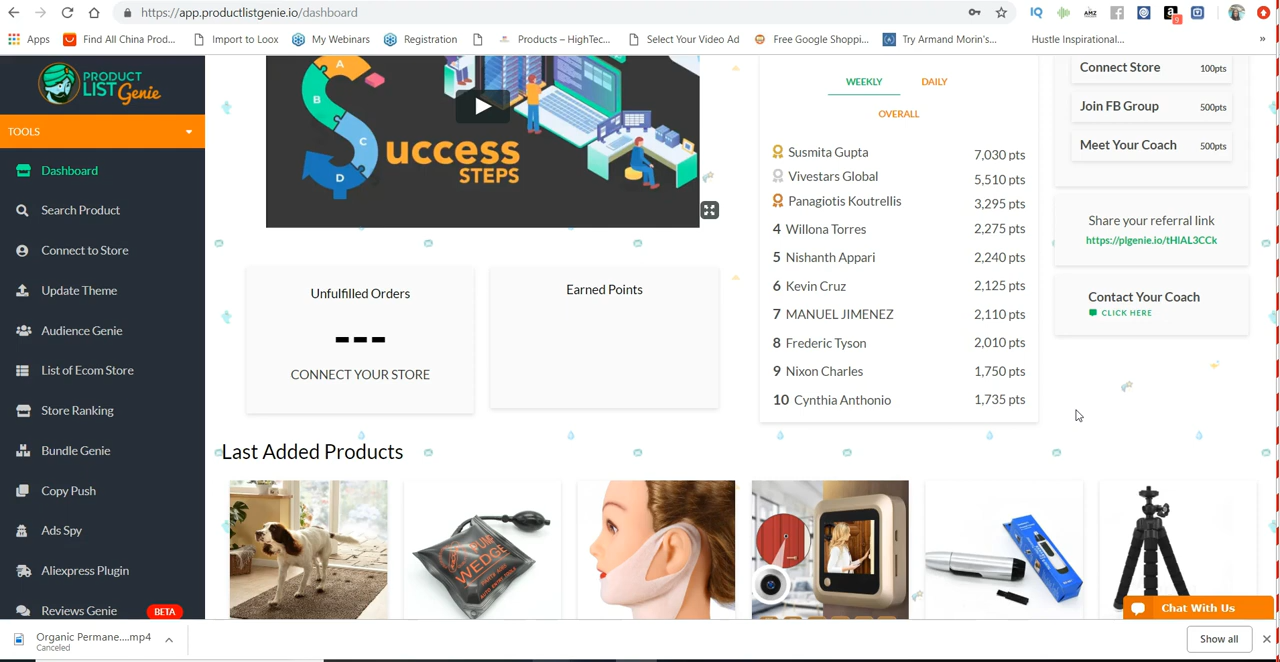 https://app.productlistgenie.io/dashboard
IQ
AMZ
9
Apps
Find All China Prod...
Import to Loox
My Webinars
Registration
Products – HighTec...
Select Your Video Ad
Free Google Shoppi...
Try Armand Morin's...
Hustle Inspirational...
»
PRODUCT
LIST Genie
TOOLS
Dashboard
Search Product
Connect to Store
Update Theme
Audience Genie
List of Ecom Store
Store Ranking
Bundle Genie
Copy Push
Ads Spy
Aliexpress Plugin
Reviews Genie BETA
A
B
C
D
uccess
STEPS
Unfulfilled Orders
---
CONNECT YOUR STORE
Earned Points
WEEKLY DAILY
OVERALL
Susmita Gupta 7,030 pts
Vivestars Global 5,510 pts
Panagiotis Koutrellis 3,295 pts
4 Willona Torres 2,275 pts
5 Nishanth Appari 2,240 pts
6 Kevin Cruz 2,125 pts
7 MANUEL JIMENEZ 2,110 pts
8 Frederic Tyson 2,010 pts
9 Nixon Charles 1,750 pts
10 Cynthia Anthonio 1,735 pts
Connect Store 100pts
Join FB Group 500pts
Meet Your Coach 500pts
Share your referral link
https://plgenie.io/tHIAL3CCk
Contact Your Coach
CLICK HERE
Last Added Products
PUMP
WEDGE
Chat With Us
Organic Permane....mp4
Canceled
Show all